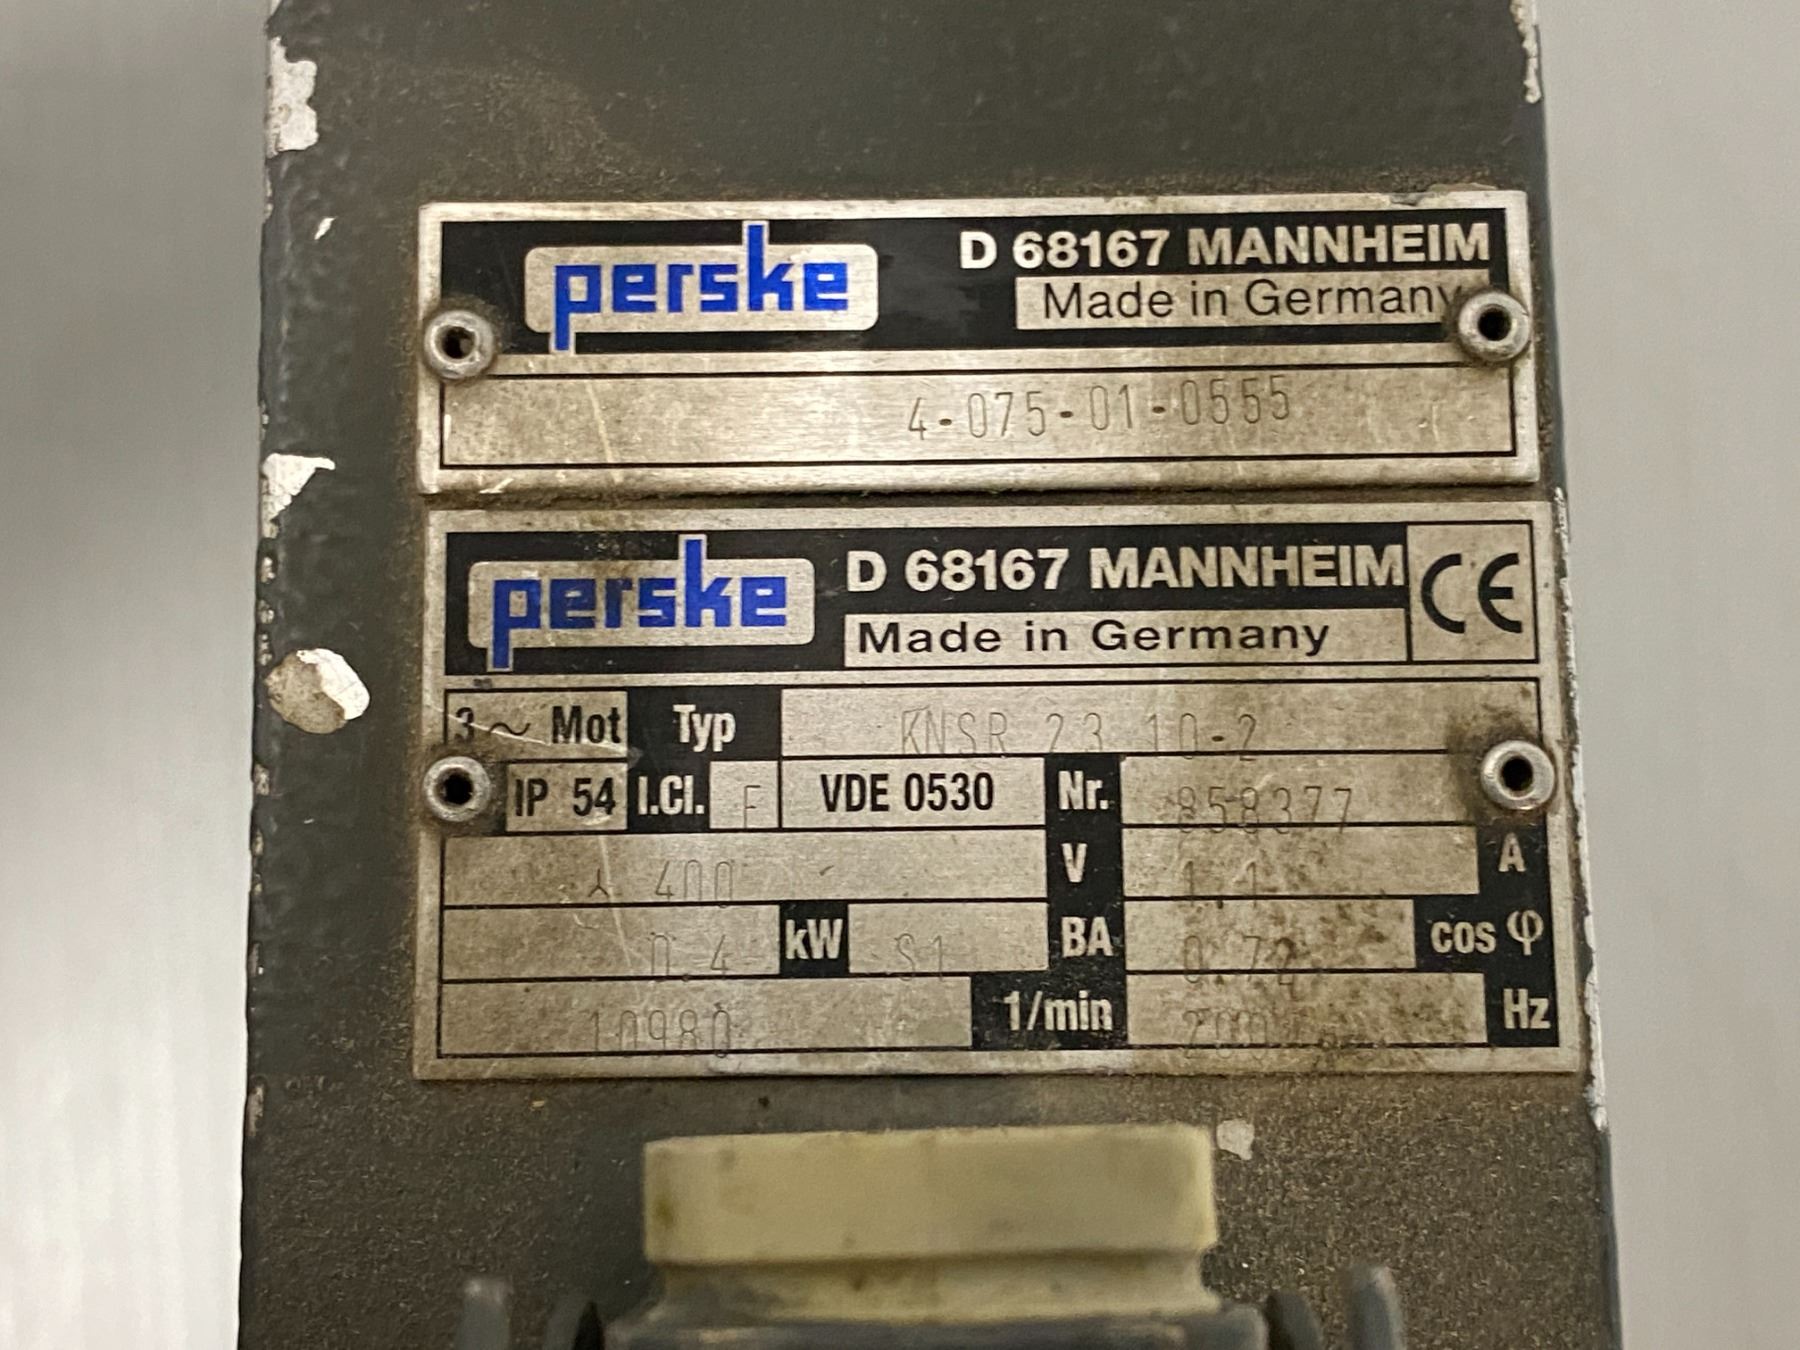 perske D 68167 MANNHEIM
Made in Germany
4-075-01-0555
perske D 68167 MANNHEIM CE
Made in Germany
3~ Mot Typ KNSR 23 10-2
IP 54 I.Cl. F VDE 0530 Nr. 858377
⅄ 400 V 1.1 A
0.4 kW S1 BA 0.72 cos φ
10980 1/min 200 Hz